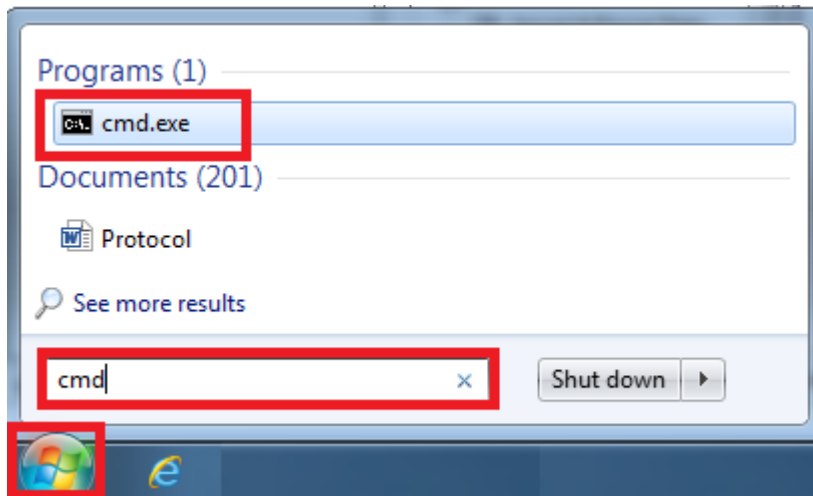 Programs (1)
cmd.exe
Documents (201)
Protocol
See more results
cmd
Shut down